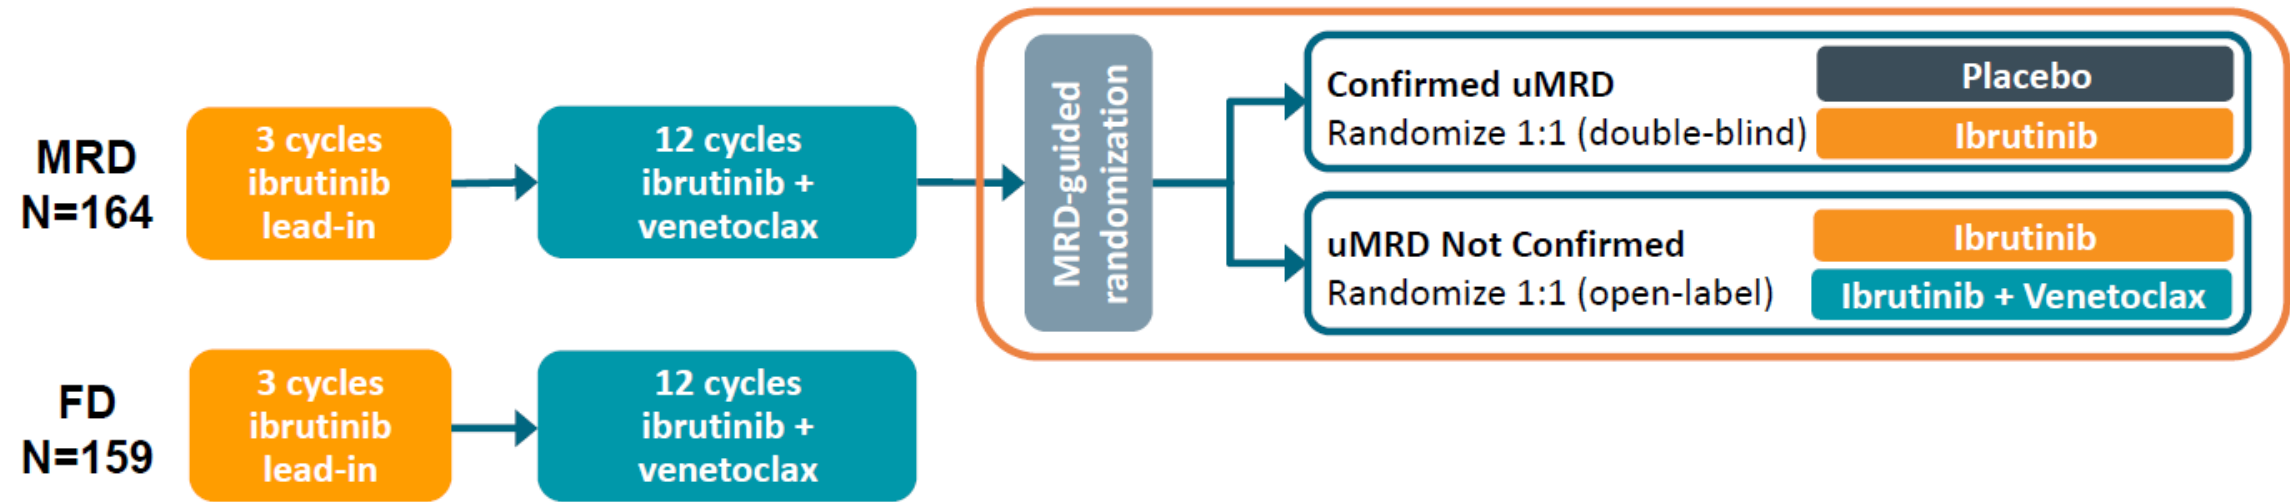 MRD
N=164
3 cycles
ibrutinib
lead-in
12 cycles
ibrutinib +
venetoclax
MRD-guided
randomization
Confirmed uMRD
Randomize 1:1 (double-blind)
Placebo
Ibrutinib
uMRD Not Confirmed
Randomize 1:1 (open-label)
Ibrutinib
Ibrutinib + Venetoclax
FD
N=159
3 cycles
ibrutinib
lead-in
12 cycles
ibrutinib +
venetoclax